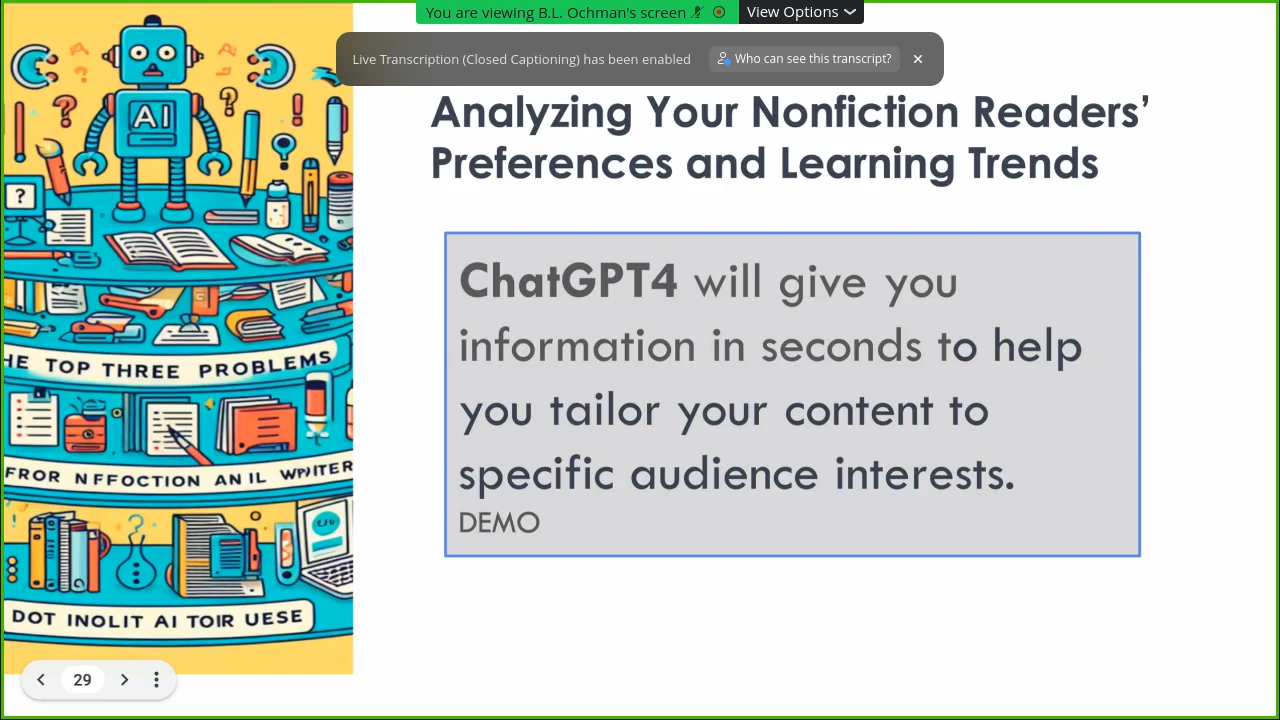 You are viewing B.L. Ochman's screen
View Options
Live Transcription (Closed Captioning) has been enabled
Who can see this transcript?
Analyzing Your Nonfiction Readers’
Preferences and Learning Trends
ChatGPT4 will give you
information in seconds to help
you tailor your content to
specific audience interests.
DEMO
AI
?
HE TOP THREE PROBLEMS
FROR NFFOCTION AN IL WPIITER
DOT INOLIT AI TOIR UESE
29